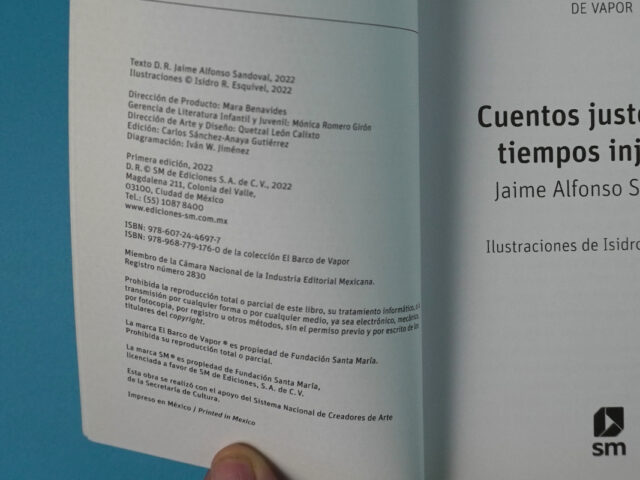 Texto D. R. Jaime Alfonso Sandoval, 2022
Ilustraciones © Isidro R. Esquivel, 2022
Dirección de Producto: Mara Benavides
Gerencia de Literatura Infantil y Juvenil: Mónica Romero Girón
Dirección de Arte y Diseño: Quetzal León Calixto
Edición: Carlos Sánchez-Anaya Gutiérrez
Diagramación: Iván W. Jiménez
Primera edición, 2022
D. R. © SM de Ediciones S. A. de C. V., 2022
Magdalena 211, Colonia del Valle,
03100, Ciudad de México
Tel.: (55) 1087 8400
www.ediciones-sm.com.mx
ISBN: 978-607-24-4697-7
ISBN: 978-968-779-176-0 de la colección El Barco de Vapor
Miembro de la Cámara Nacional de la Industria Editorial Mexicana.
Registro número 2830
Prohibida la reproducción total o parcial de este libro, su tratamiento informático, o la
transmisión por cualquier forma o por cualquier medio, ya sea electrónico, mecánico,
por fotocopia, por registro u otros métodos, sin el permiso previo y por escrito de los
titulares del copyright.
La marca El Barco de Vapor ® es propiedad de Fundación Santa María.
Prohibida su reproducción total o parcial.
La marca SM ® es propiedad de Fundación Santa María,
licenciada a favor de SM de Ediciones, S. A. de C. V.
Esta obra se realizó con el apoyo del Sistema Nacional de Creadores de Arte
de la Secretaría de Cultura.
Impreso en México / Printed in Mexico
DE VAPOR
Cuentos just
tiempos inj
Jaime Alfonso S
Ilustraciones de Isidro
sm